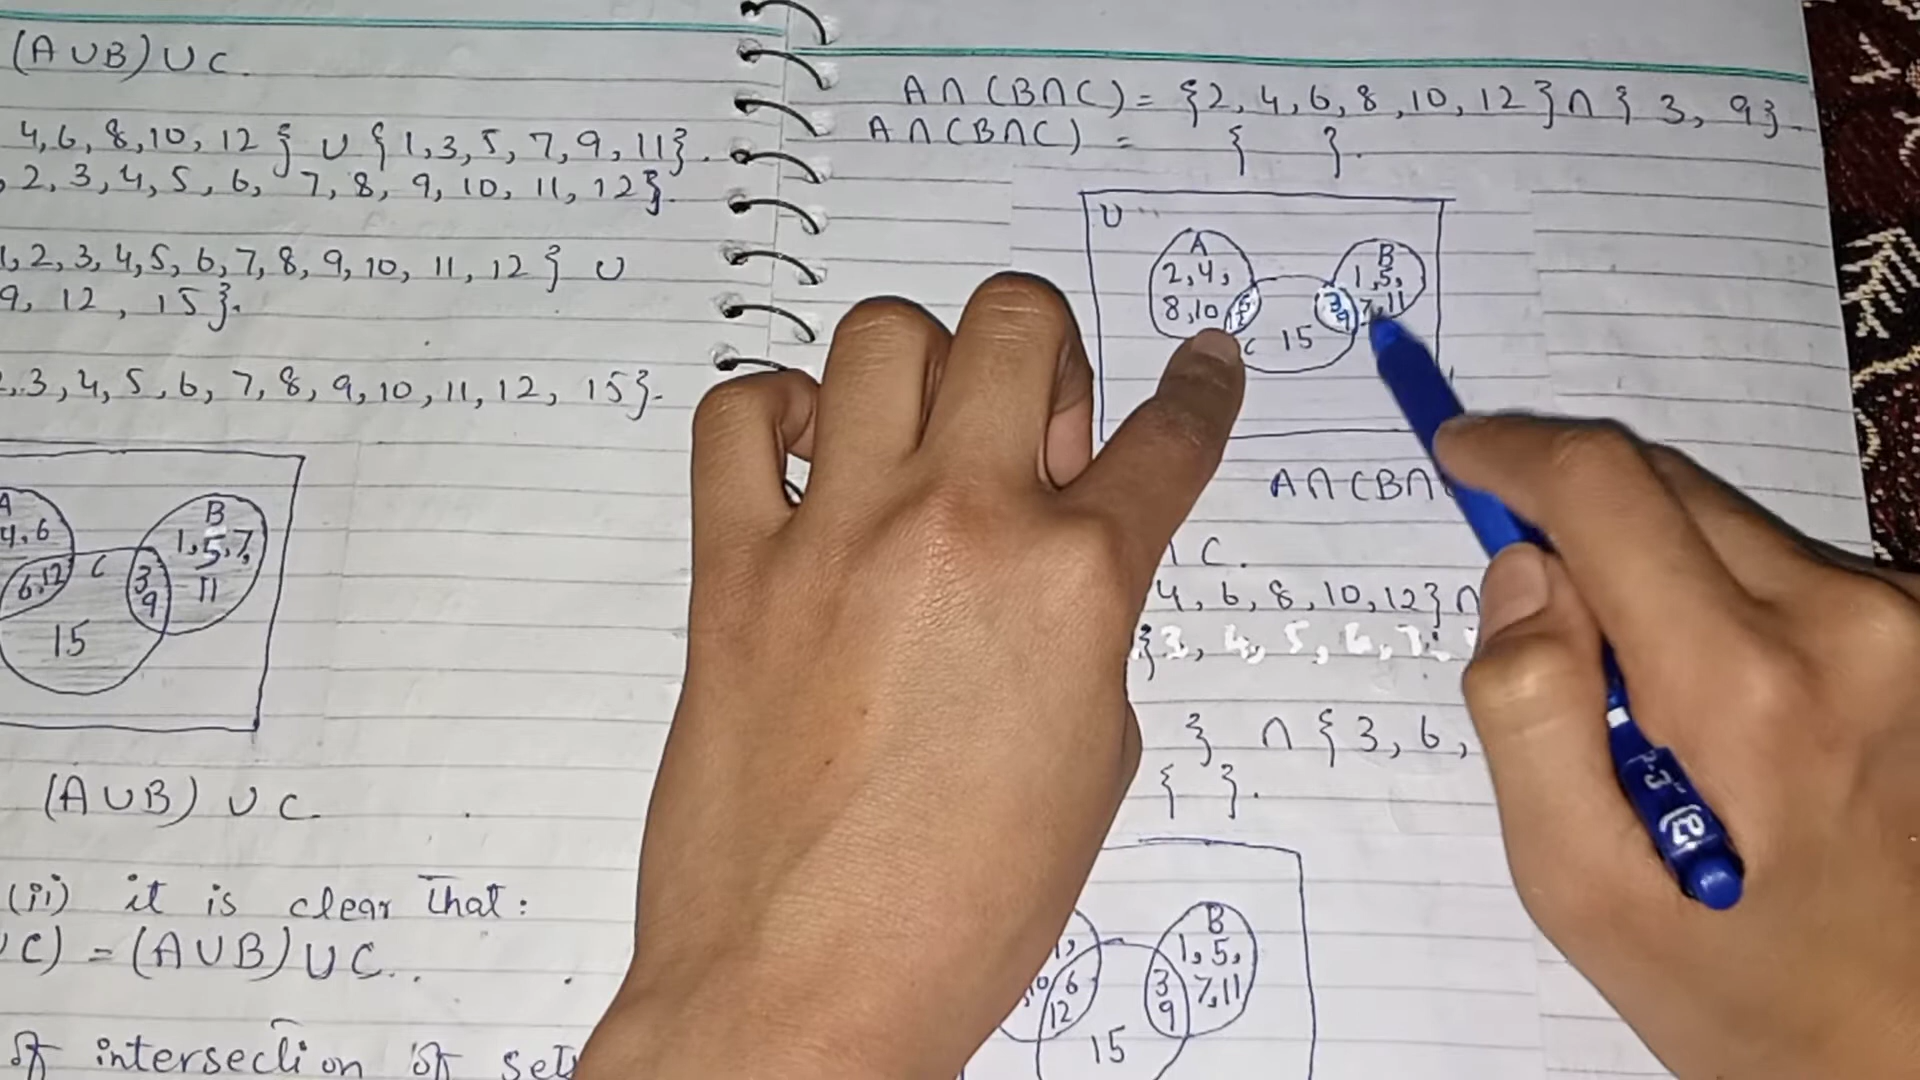 (A∪B)∪C.
4,6,8,10,12} ∪ {1,3,5,7,9,11}.
,2,3,4,5,6,7,8,9,10,11,12}.
1,2,3,4,5,6,7,8,9,10,11,12} ∪
9,12,15}.
,3,4,5,6,7,8,9,10,11,12,15}.
A
4,6
6,12
C
15
B
1,5,7,
11
3
9
(A∪B)∪C.
(ii) it is clear that:
∪C)=(A∪B)∪C..
of intersection of sets
A∩(B∩C)={2,4,6,8,10,12}∩{3,9}.
A∩(B∩C)= { }.
U
A
2,4,
8,10
B
1,5,
7,11
3
9
C 15
A∩(B∩
C.
4,6,8,10,12}∩
}∩{3,6,
{ }.
6
12
B
1,5,
7,11
3
9
15